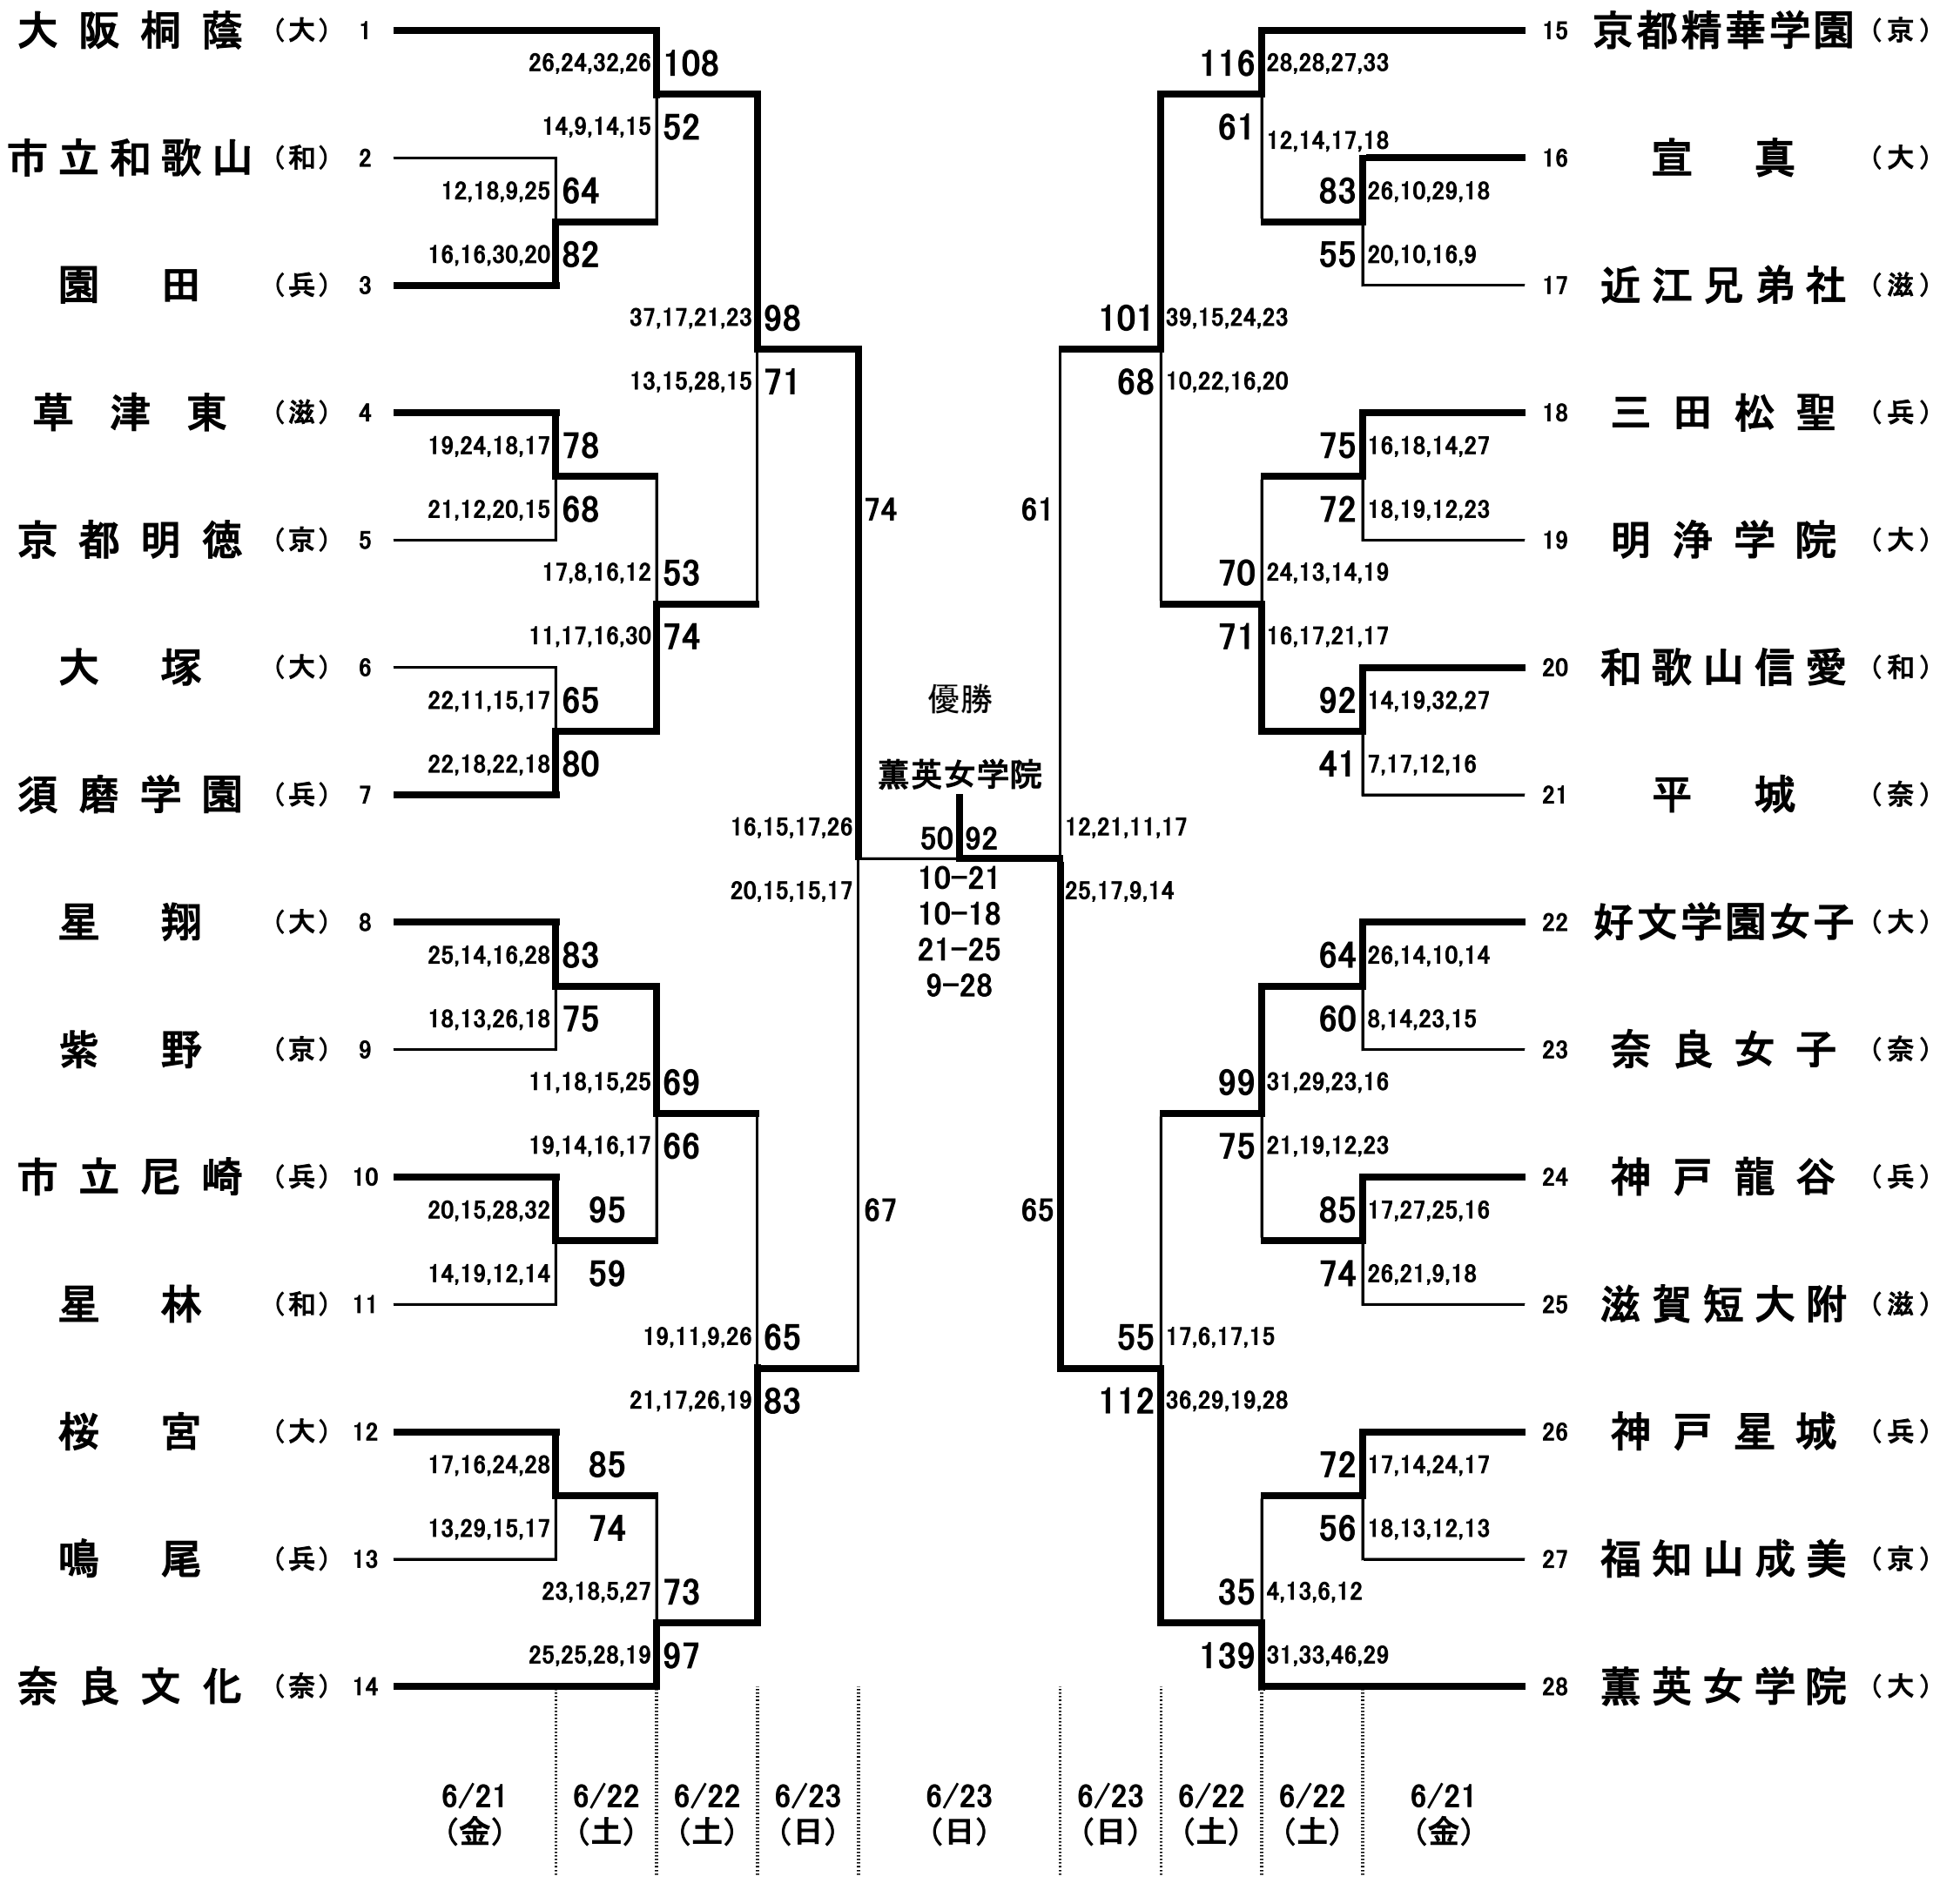 大阪桐蔭 （大） 1
26,24,32,26 108
14,9,14,15 52
市立和歌山 （和） 2
12,18,9,25 64
16,16,30,20 82
園田 （兵） 3
37,17,21,23 98
13,15,28,15 71
草津東 （滋） 4
19,24,18,17 78
21,12,20,15 68
京都明徳 （京） 5
17,8,16,12 53
11,17,16,30 74
大塚 （大） 6
22,11,15,17 65
22,18,22,18 80
須磨学園 （兵） 7
74
16,15,17,26
20,15,15,17
67
星翔 （大） 8
25,14,16,28 83
18,13,26,18 75
紫野 （京） 9
11,18,15,25 69
19,14,16,17 66
市立尼崎 （兵） 10
20,15,28,32 95
14,19,12,14 59
星林 （和） 11
19,11,9,26 65
21,17,26,19 83
桜宮 （大） 12
17,16,24,28 85
13,29,15,17 74
鳴尾 （兵） 13
23,18,5,27 73
25,25,28,19 97
奈良文化 （奈） 14
優勝
薫英女学院
50 92
10-21
10-18
21-25
9-28
15 京都精華学園 （京）
116 28,28,27,33
61 12,14,17,18
16 宣真 （大）
83 26,10,29,18
55 20,10,16,9
17 近江兄弟社 （滋）
101 39,15,24,23
68 10,22,16,20
18 三田松聖 （兵）
75 16,18,14,27
72 18,19,12,23
19 明浄学院 （大）
70 24,13,14,19
71 16,17,21,17
20 和歌山信愛 （和）
92 14,19,32,27
41 7,17,12,16
21 平城 （奈）
61
12,21,11,17
25,17,9,14
65
22 好文学園女子 （大）
64 26,14,10,14
60 8,14,23,15
23 奈良女子 （奈）
99 31,29,23,16
75 21,19,12,23
24 神戸龍谷 （兵）
85 17,27,25,16
74 26,21,9,18
25 滋賀短大附 （滋）
55 17,6,17,15
112 36,29,19,28
26 神戸星城 （兵）
72 17,14,24,17
56 18,13,12,13
27 福知山成美 （京）
35 4,13,6,12
139 31,33,46,29
28 薫英女学院 （大）
6/21 6/22 6/22 6/23 6/23 6/23 6/22 6/22 6/21
（金） （土） （土） （日） （日） （日） （土） （土） （金）